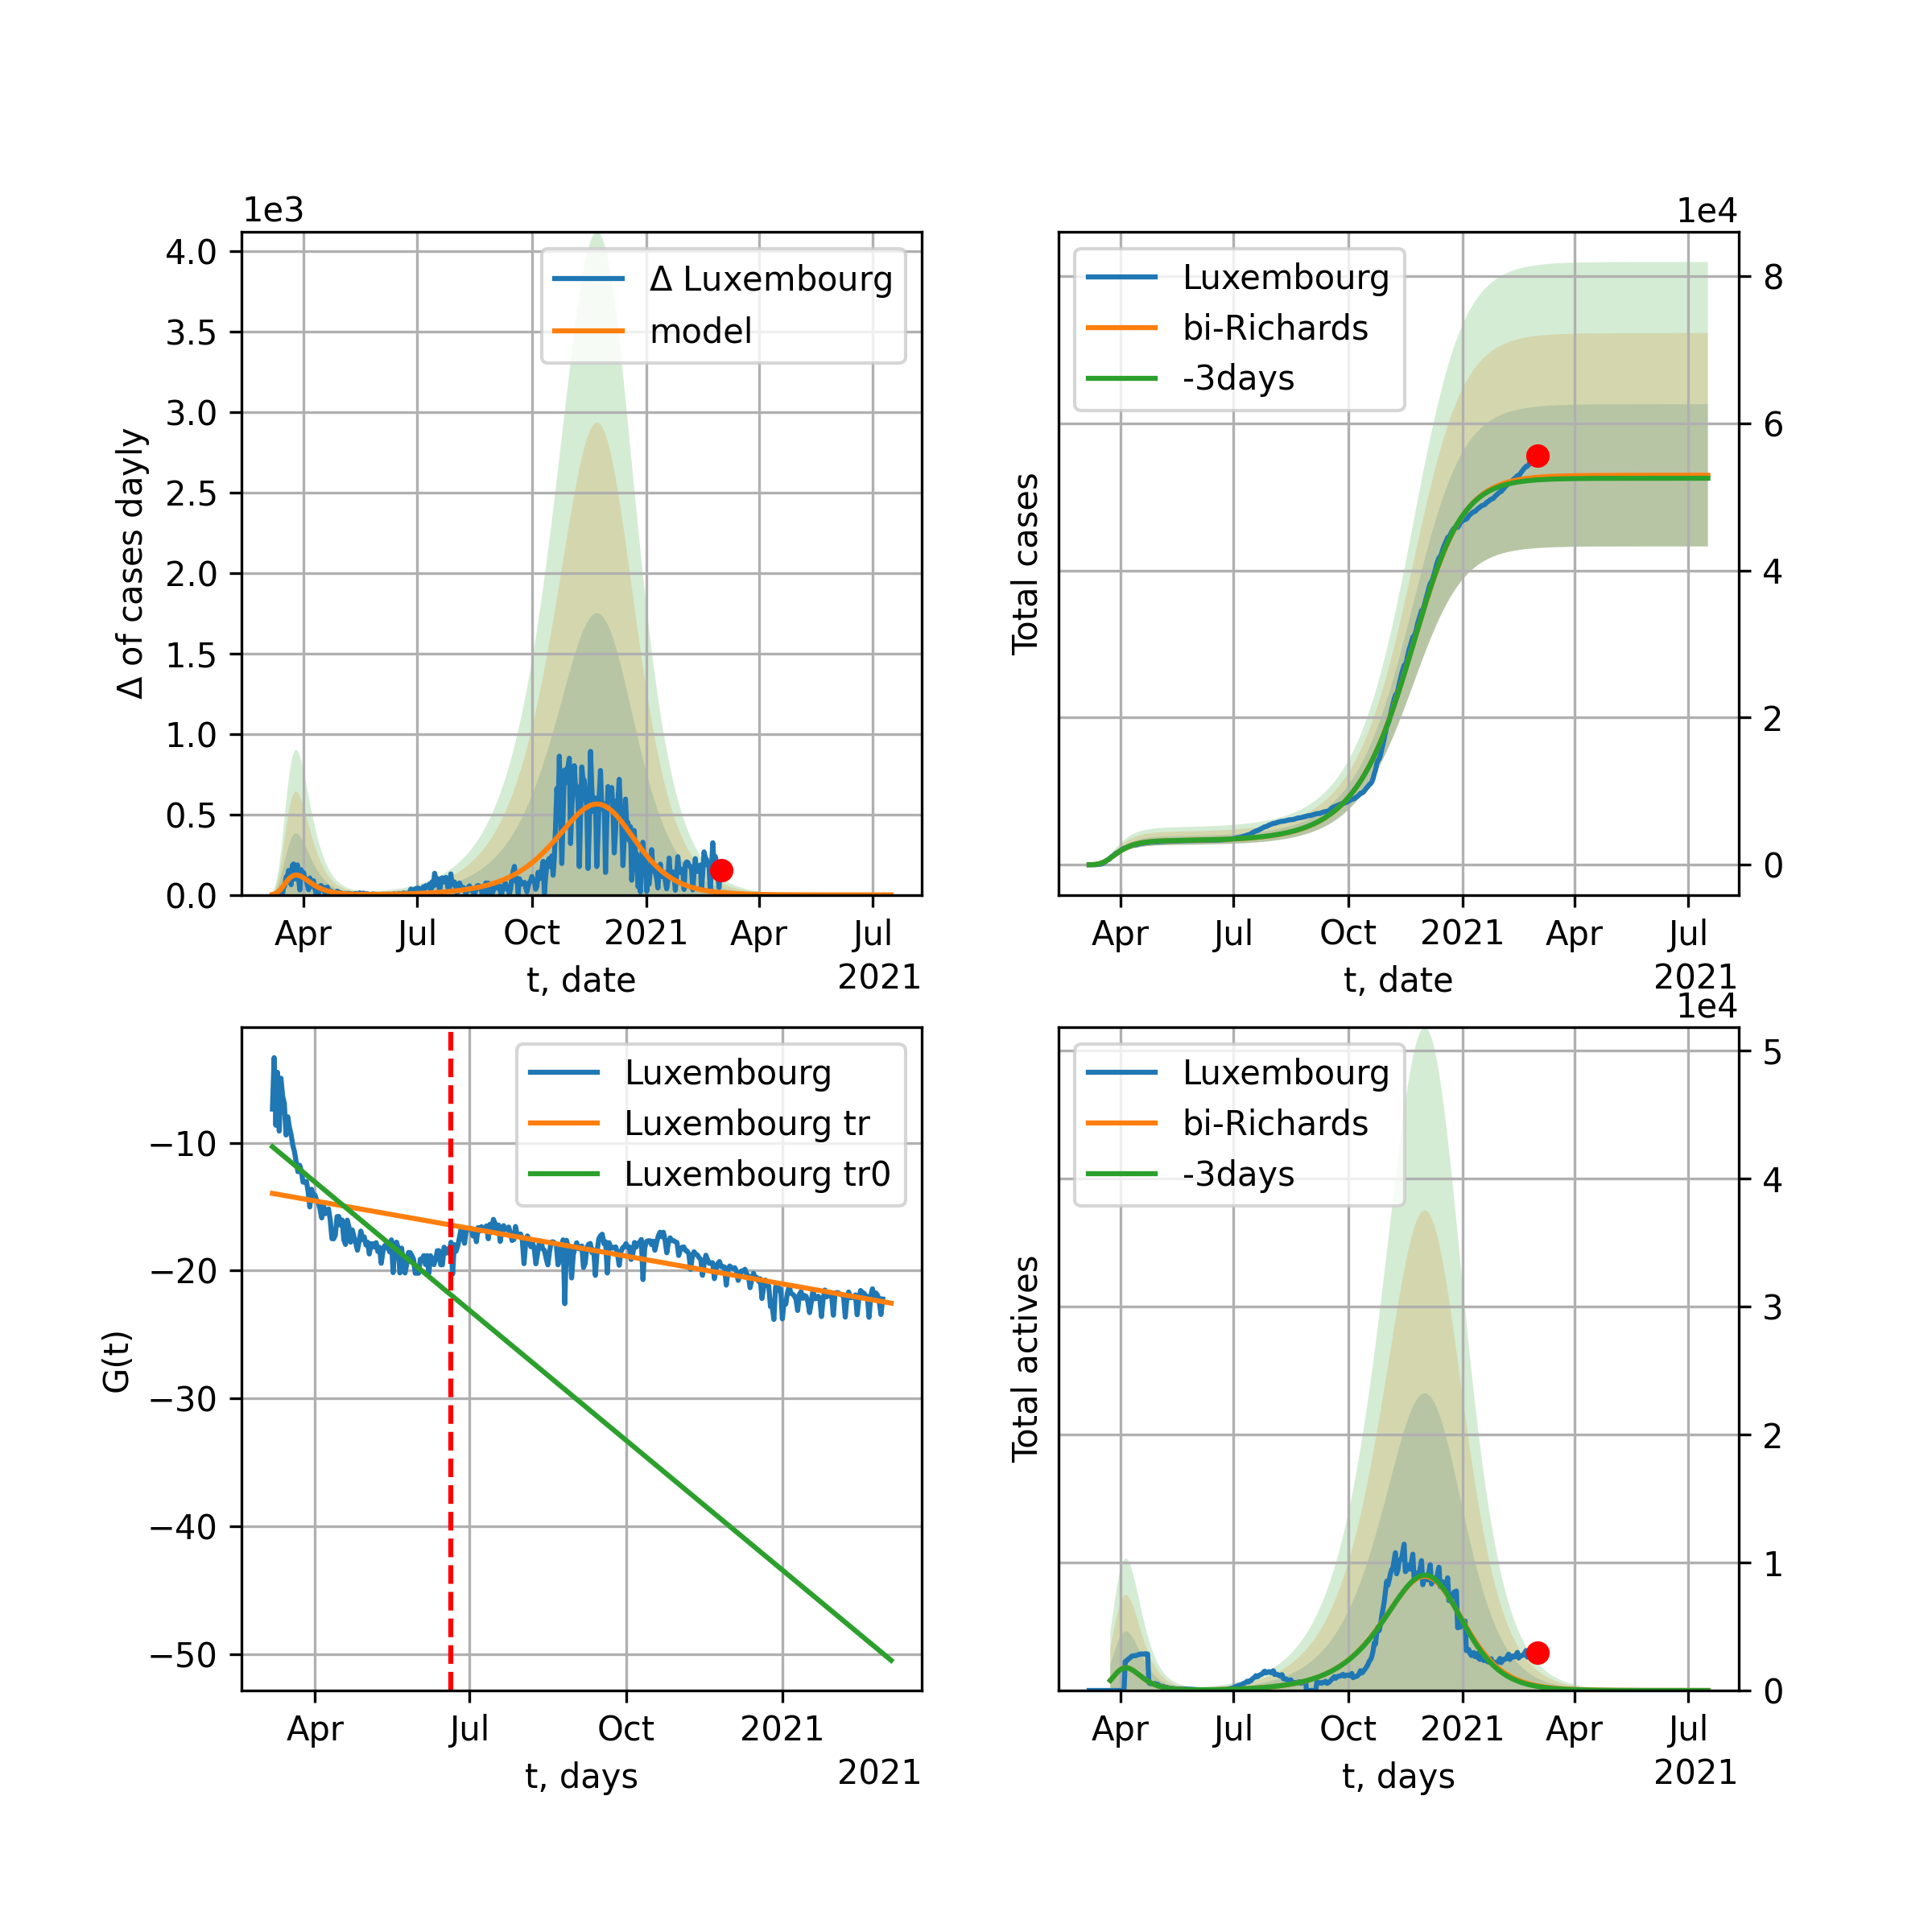 1e3
4.0
3.5
3.0
2.5
2.0
1.5
1.0
0.5
0.0
Δ of cases dayly
Δ Luxembourg
model
Apr Jul Oct 2021 Apr Jul
t, date 2021
1e4
Luxembourg
bi-Richards
-3days
Total cases
8
6
4
2
0
Apr Jul Oct 2021 Apr Jul
t, date 2021
Luxembourg
Luxembourg tr
Luxembourg tr0
G(t)
−10
−20
−30
−40
−50
Apr Jul Oct 2021
t, days 2021
1e4
Luxembourg
bi-Richards
-3days
Total actives
5
4
3
2
1
0
Apr Jul Oct 2021 Apr Jul
t, days 2021